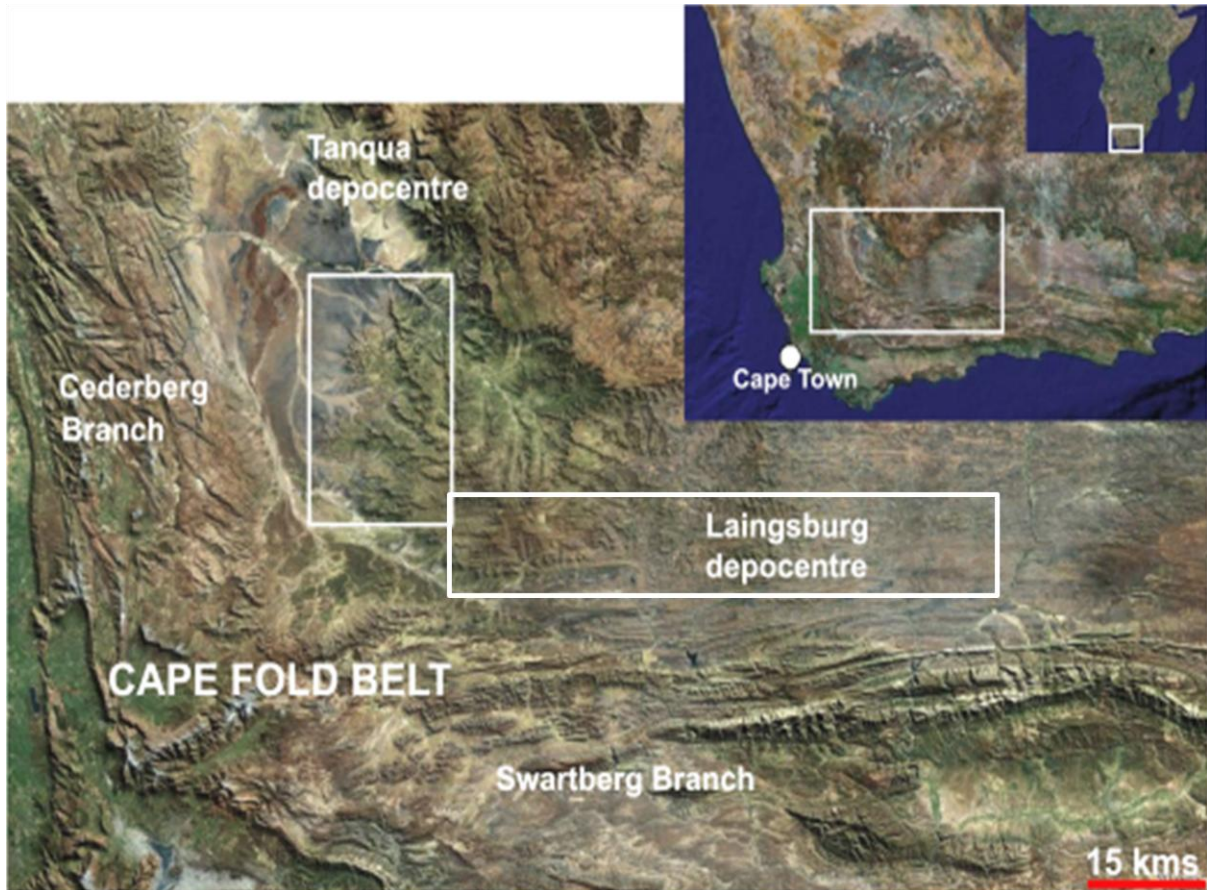 Tanqua
depocentre
Cape Town
Cederberg
Branch
Laingsburg
depocentre
CAPE FOLD BELT
Swartberg Branch
15 kms